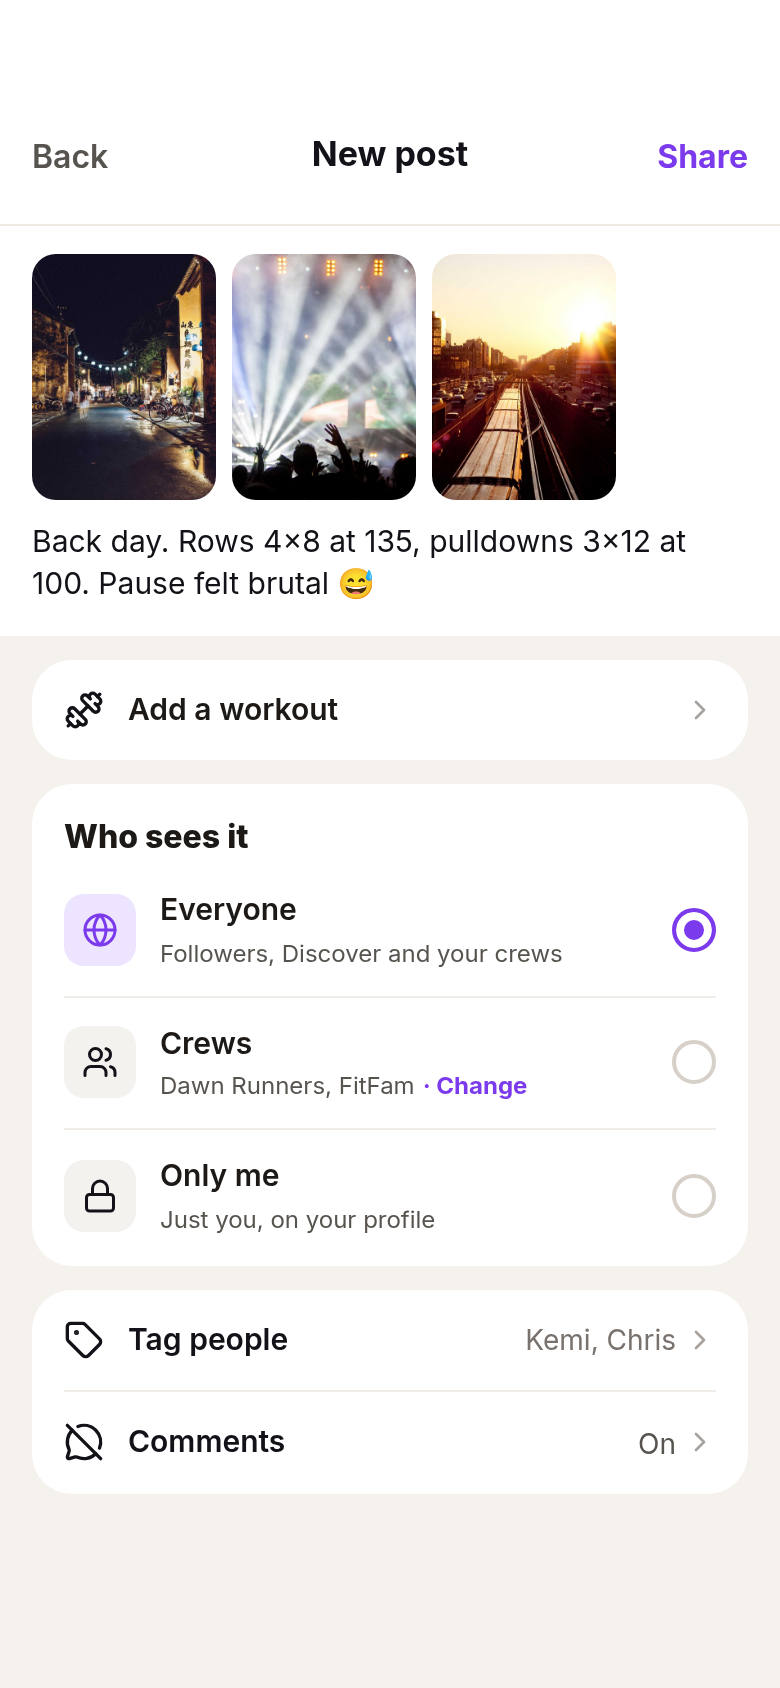 Back
New post
Share
Back day. Rows 4×8 at 135, pulldowns 3×12 at
100. Pause felt brutal 😅
Add a workout
Who sees it
Everyone
Followers, Discover and your crews
Crews
Dawn Runners, FitFam · Change
Only me
Just you, on your profile
Tag people
Kemi, Chris
Comments
On